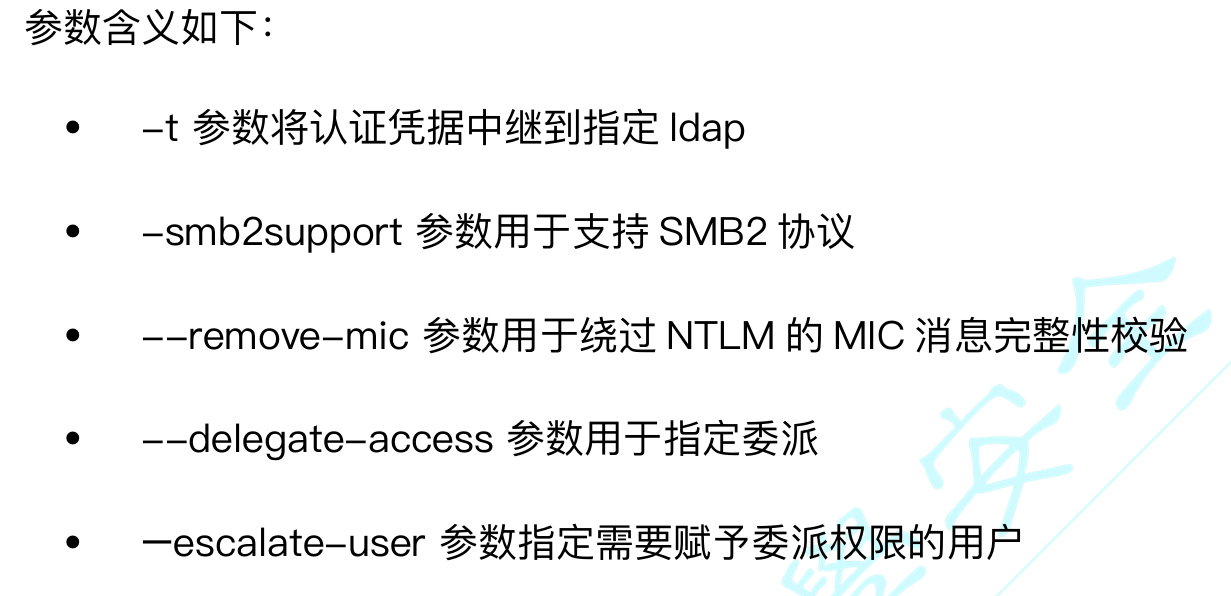 参数含义如下：
• –t 参数将认证凭据中继到指定 ldap
• –smb2support 参数用于支持 SMB2 协议
• --remove-mic 参数用于绕过 NTLM 的 MIC 消息完整性校验
• --delegate-access 参数用于指定委派
• —escalate-user 参数指定需要赋予委派权限的用户